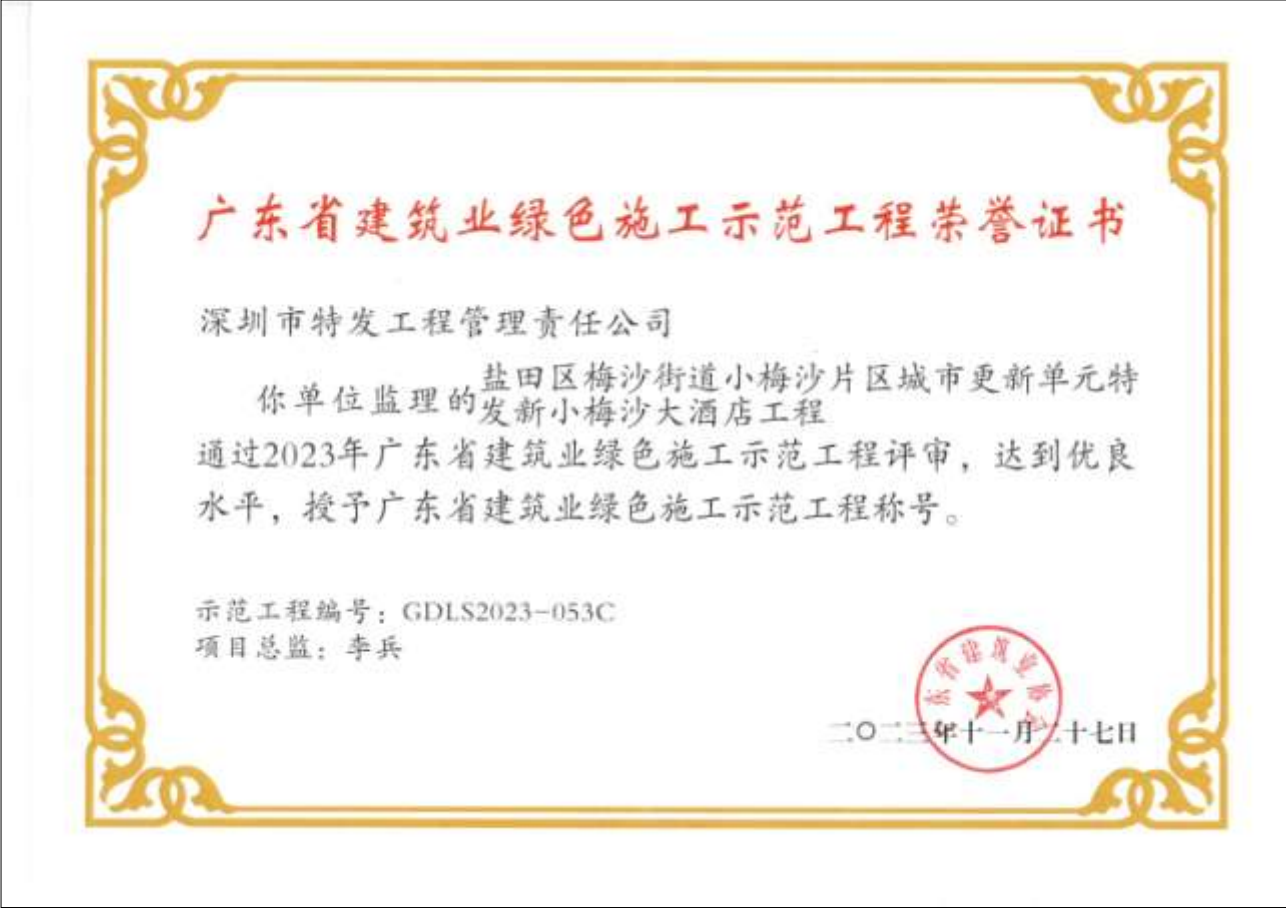 广东省建筑业绿色施工示范工程荣誉证书
深圳市特发工程管理责任公司
你单位监理的盐田区梅沙街道小梅沙片区城市更新单元特
发新小梅沙大酒店工程
通过2023年广东省建筑业绿色施工示范工程评审，达到优良
水平，授予广东省建筑业绿色施工示范工程称号。
示范工程编号：GDLS2023-053C
项目总监：李兵
东省建筑业协会
二〇二三年十一月二十七日